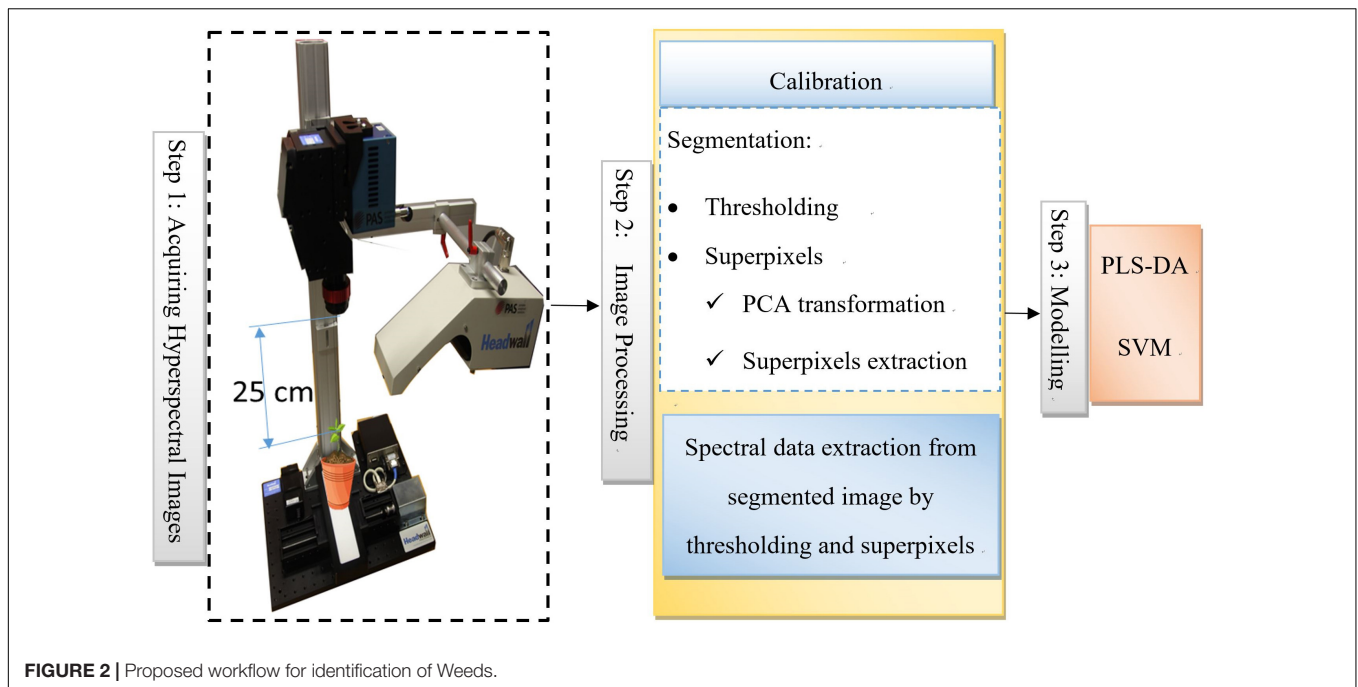 Step 1: Acquiring Hyperspectral Images
PAS
PAS
Headwall
25 cm
Headwall
Step 2: Image Processing
Calibration
Segmentation:
• Thresholding
• Superpixels
✓ PCA transformation
✓ Superpixels extraction
Spectral data extraction from
segmented image by
thresholding and superpixels
Step 3: Modelling
PLS-DA
SVM
FIGURE 2 | Proposed workflow for identification of Weeds.